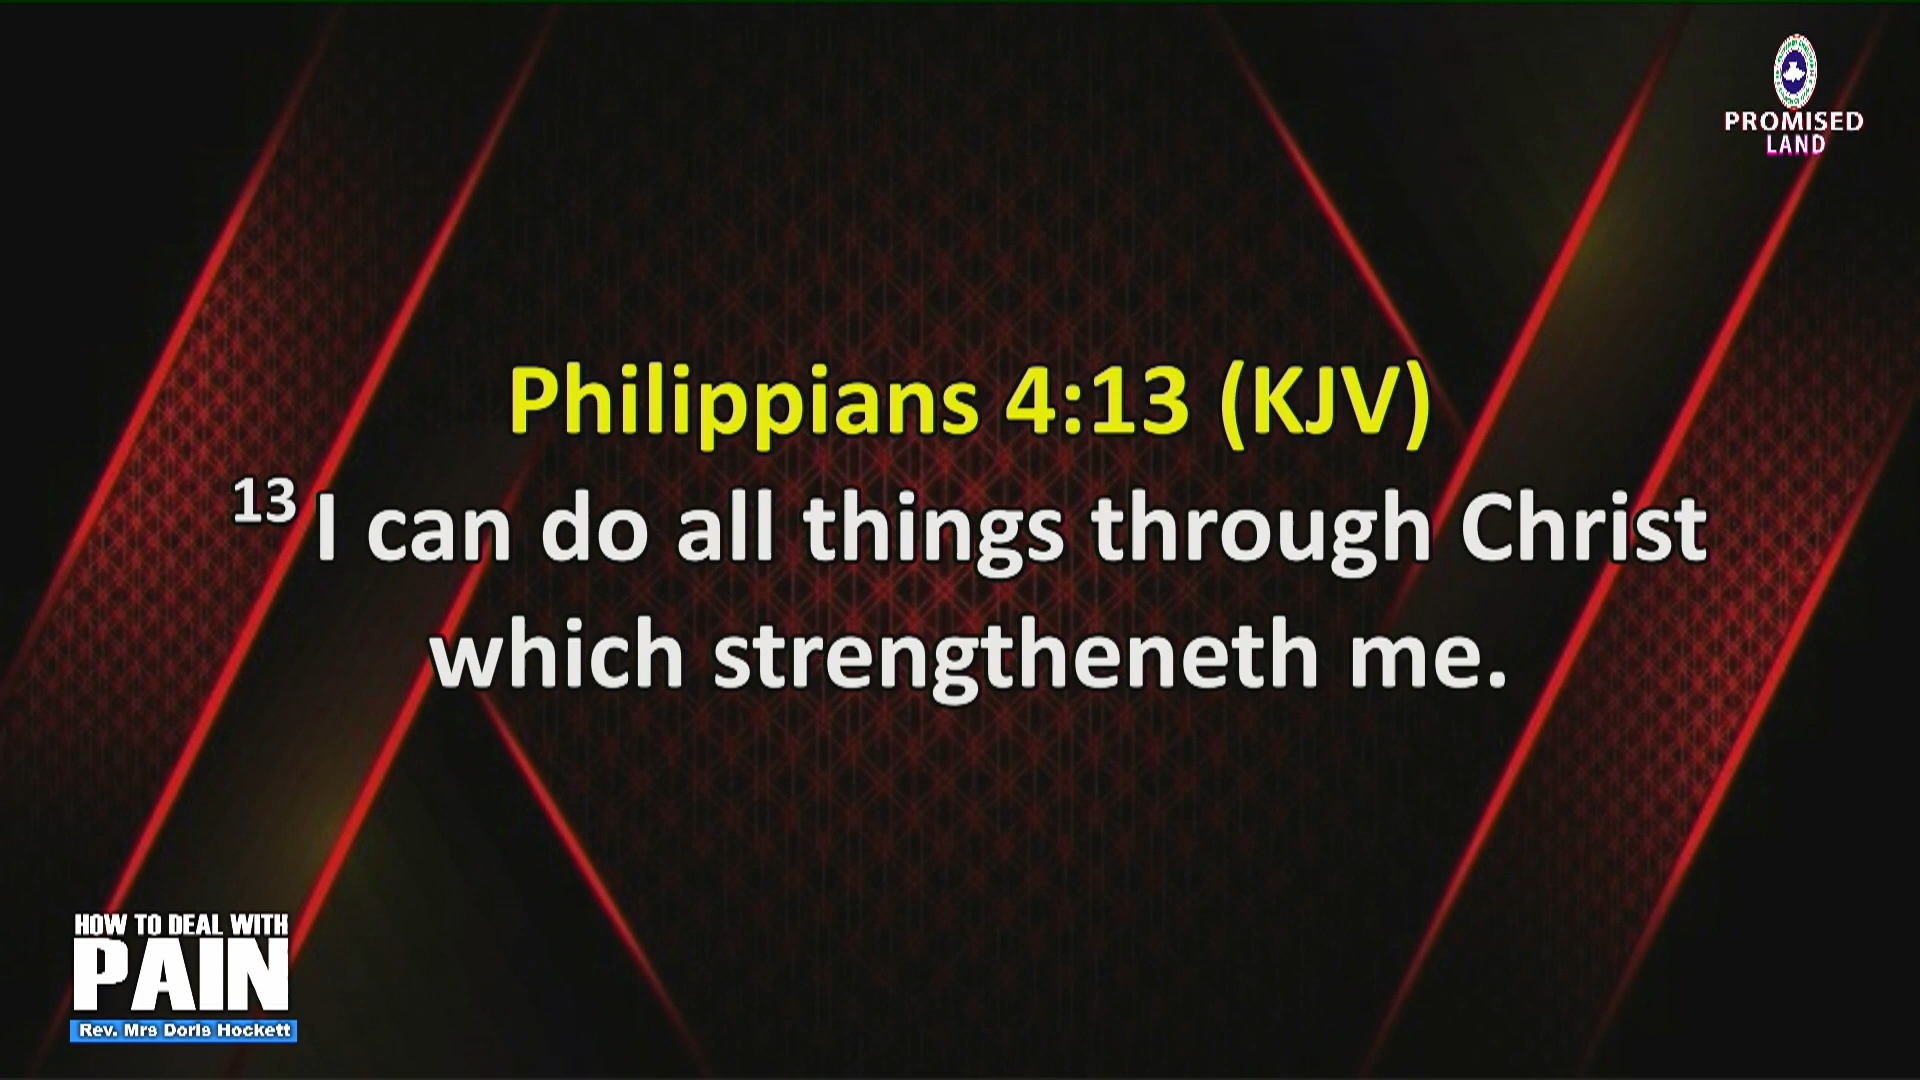 PROMISED
LAND
Philippians 4:13 (KJV)
13 I can do all things through Christ
which strengtheneth me.
HOW TO DEAL WITH
PAIN
Rev. Mrs Doris Hockett